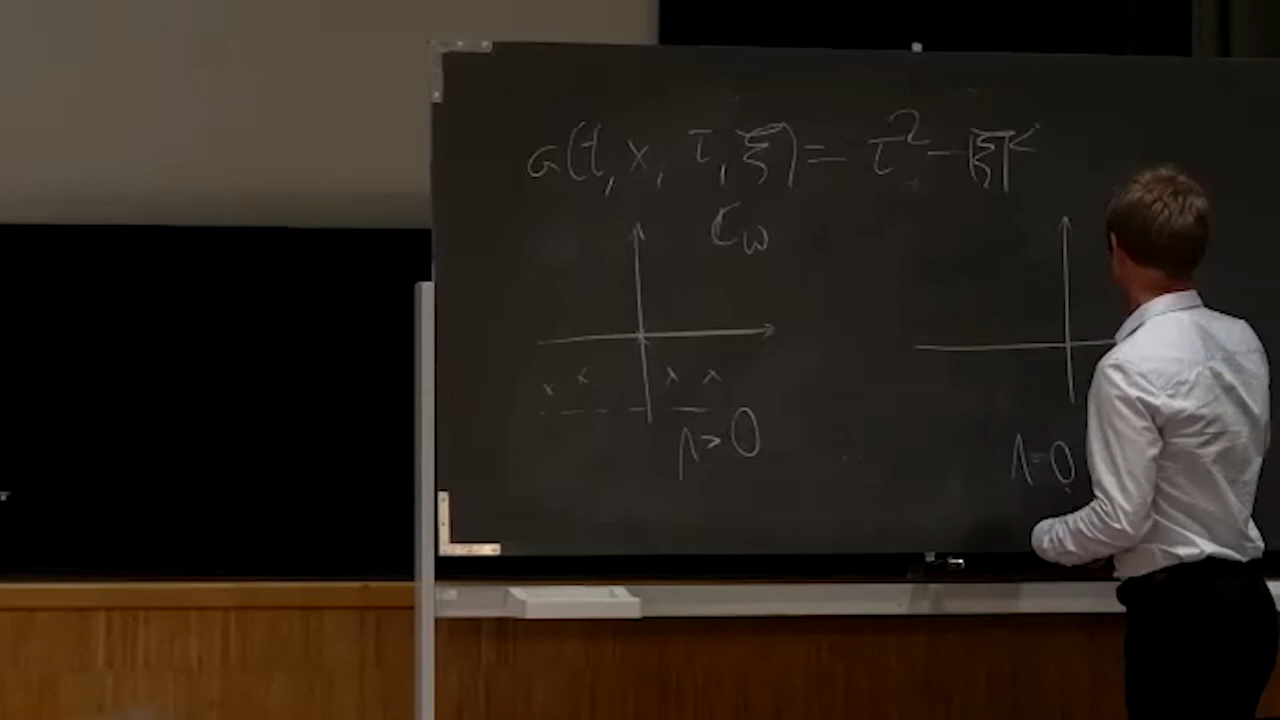 a(t, x, τ, ξ) = τ² - |ξ|²
C_ω
x x x x
Λ > 0
Λ = 0